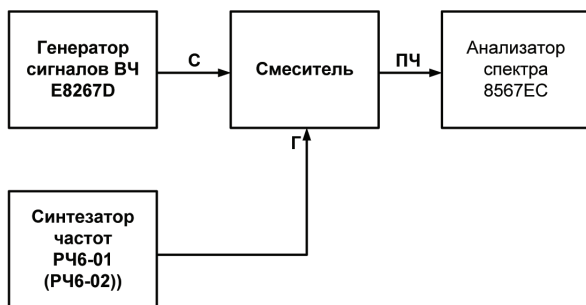 Генератор
сигналов ВЧ
E8267D
С
Смеситель
ПЧ
Анализатор
спектра
8567ЕС
Г
Синтезатор
частот
РЧ6-01
(РЧ6-02))